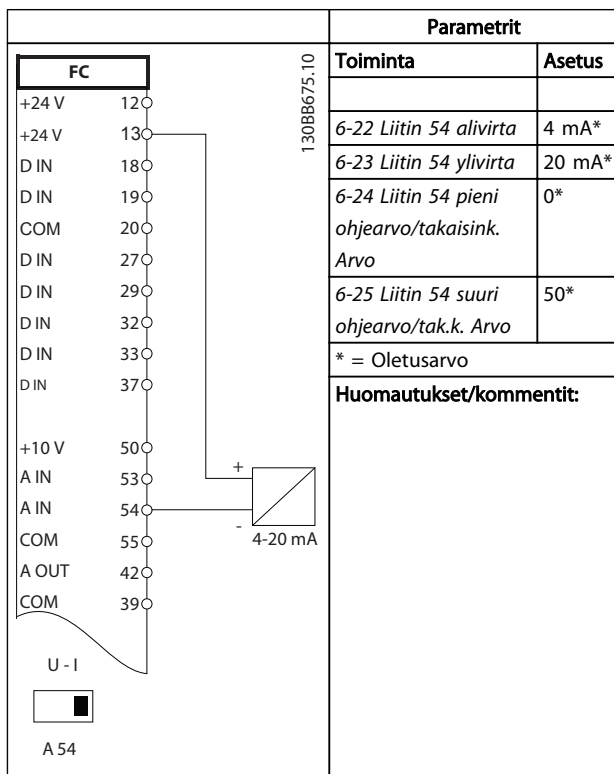 Parametrit
FC
130BB675.10
Toiminta Asetus
+24 V 12
+24 V 13
D IN 18
D IN 19
COM 20
D IN 27
D IN 29
D IN 32
D IN 33
D IN 37
+10 V 50
A IN 53
A IN 54
COM 55
A OUT 42
COM 39
+
-
4-20 mA
U - I
A 54
6-22 Liitin 54 alivirta 4 mA*
6-23 Liitin 54 ylivirta 20 mA*
6-24 Liitin 54 pieni 0*
ohjearvo/takaisink.
Arvo
6-25 Liitin 54 suuri 50*
ohjearvo/tak.k. Arvo
* = Oletusarvo
Huomautukset/kommentit: